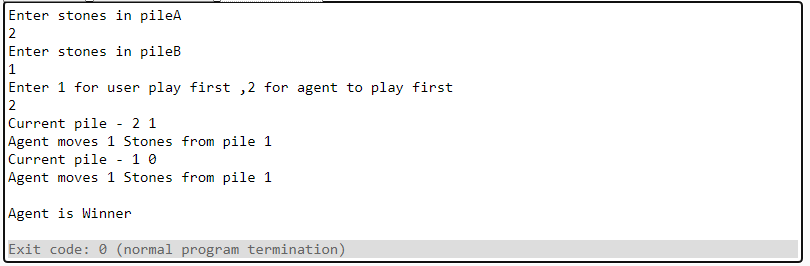 Enter stones in pileA
2
Enter stones in pileB
1
Enter 1 for user play first ,2 for agent to play first
2
Current pile - 2 1
Agent moves 1 Stones from pile 1
Current pile - 1 0
Agent moves 1 Stones from pile 1
Agent is Winner
Exit code: 0 (normal program termination)